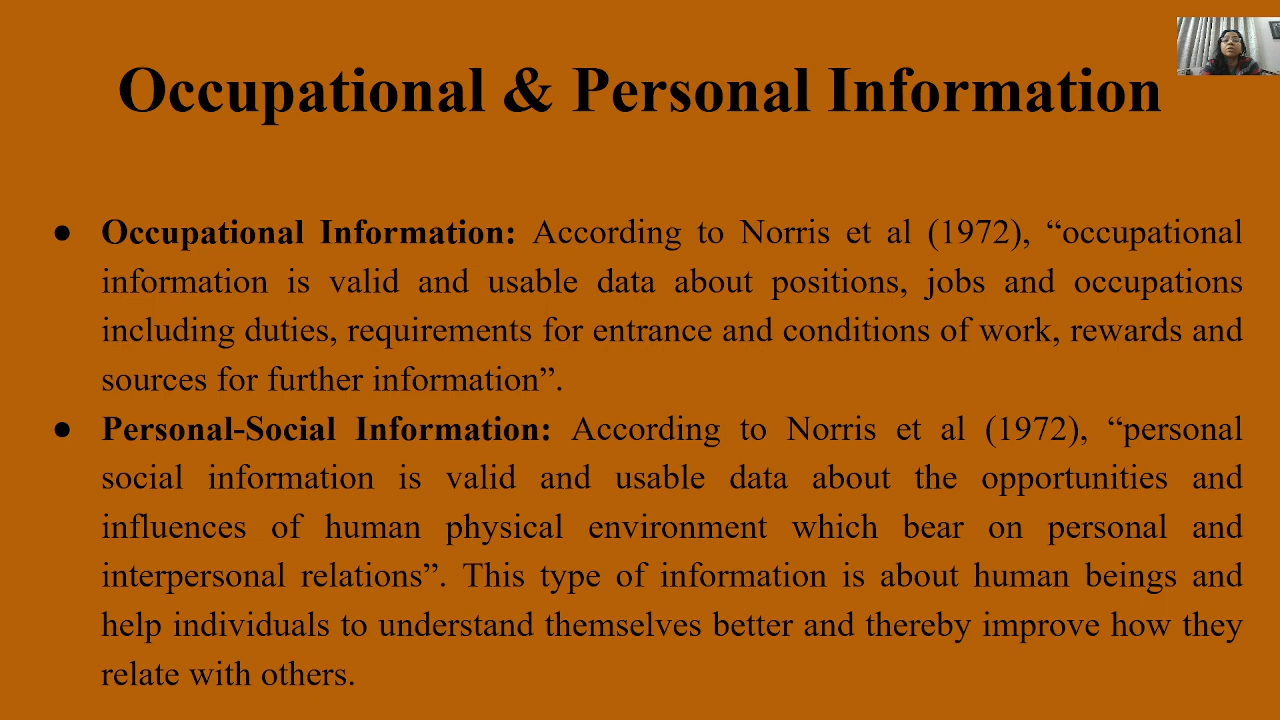 Occupational & Personal Information
● Occupational Information: According to Norris et al (1972), “occupational
information is valid and usable data about positions, jobs and occupations
including duties, requirements for entrance and conditions of work, rewards and
sources for further information”.
● Personal-Social Information: According to Norris et al (1972), “personal
social information is valid and usable data about the opportunities and
influences of human physical environment which bear on personal and
interpersonal relations”. This type of information is about human beings and
help individuals to understand themselves better and thereby improve how they
relate with others.